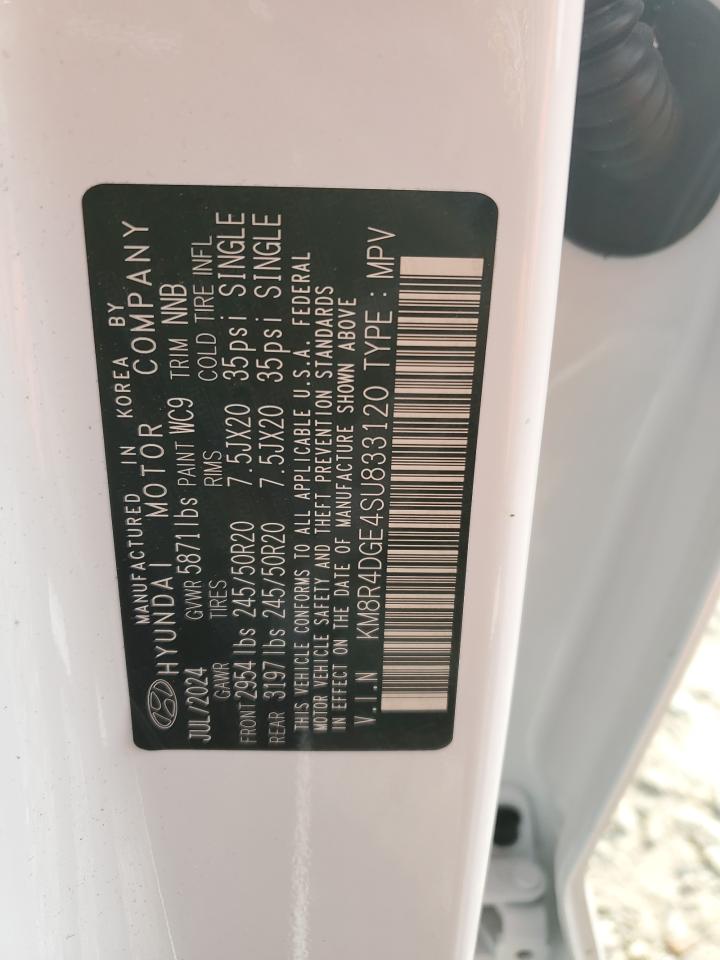 MANUFACTURED IN KOREA BY
HYUNDAI MOTOR COMPANY
JUL/2024 GVWR 5871lbs PAINT WC9 TRIM NNB
GAWR TIRES RIMS COLD TIRE INFL
FRONT 2954 lbs 245/50R20 7.5JX20 35psi SINGLE
REAR 3197 lbs 245/50R20 7.5JX20 35psi SINGLE
THIS VEHICLE CONFORMS TO ALL APPLICABLE U.S.A. FEDERAL
MOTOR VEHICLE SAFETY AND THEFT PREVENTION STANDARDS
IN EFFECT ON THE DATE OF MANUFACTURE SHOWN ABOVE
V.I.N KM8R4DGE4SU833120 TYPE : MPV